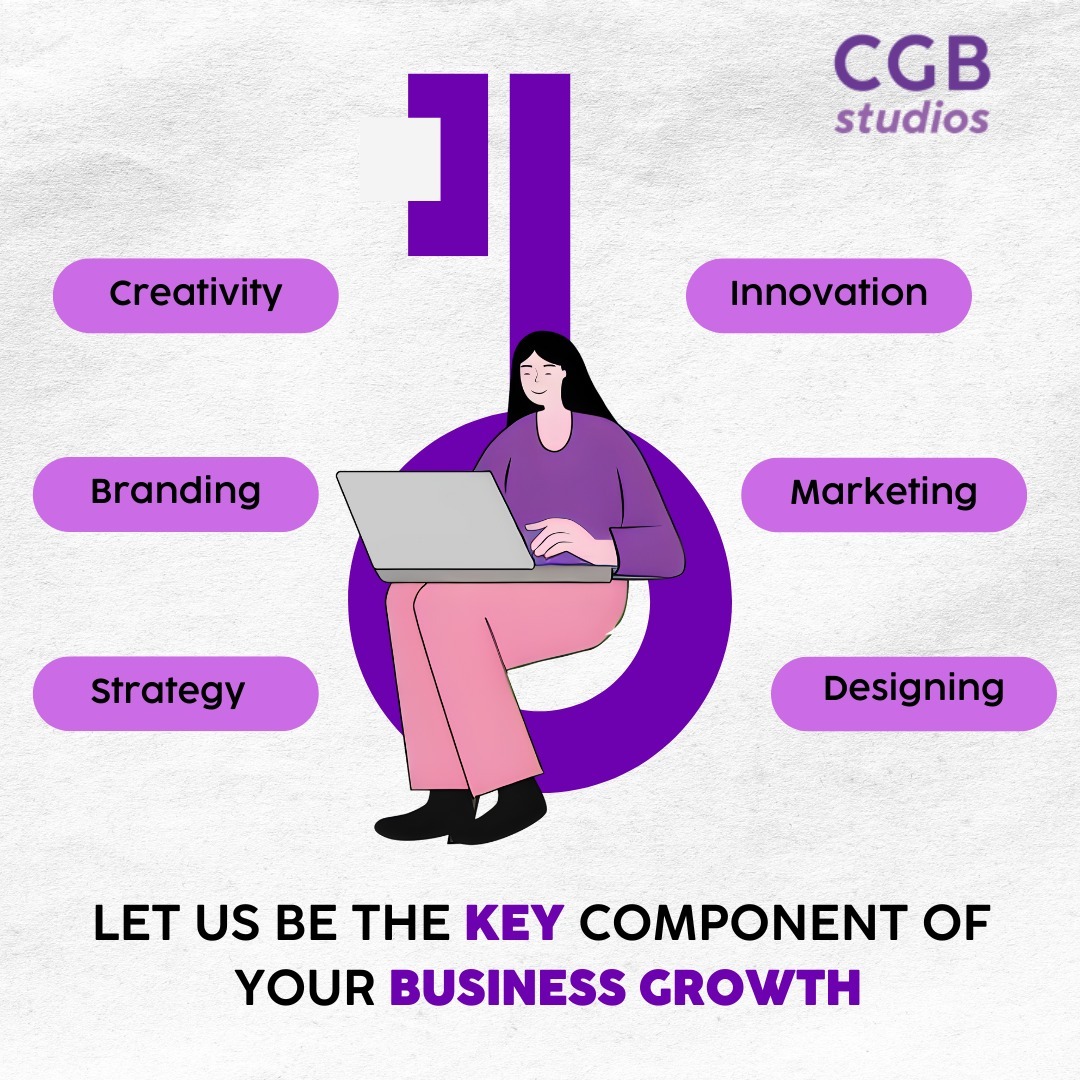 CGB
studios
Creativity
Innovation
Branding
Marketing
Strategy
Designing
LET US BE THE KEY COMPONENT OF
YOUR BUSINESS GROWTH